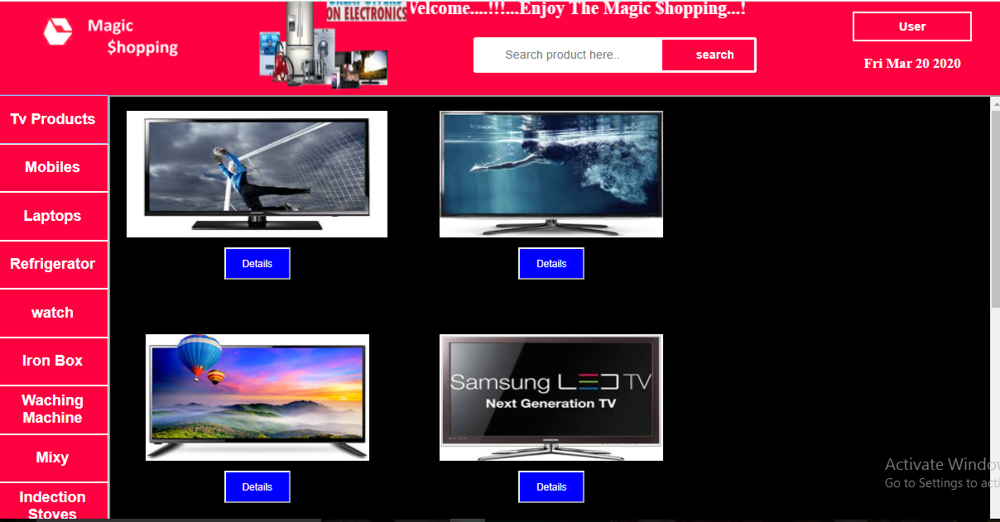 Magic
$hopping
ON ELECTRONICS
Welcome....!!!...Enjoy The Magic $hopping...!
Search product here..
search
User
Fri Mar 20 2020
Tv Products
Mobiles
Laptops
Refrigerator
watch
Iron Box
Waching
Machine
Mixy
Indection
Stoves
Details
Details
Samsung LED TV
Next Generation TV
Details
Details
Activate Window
Go to Settings to acti